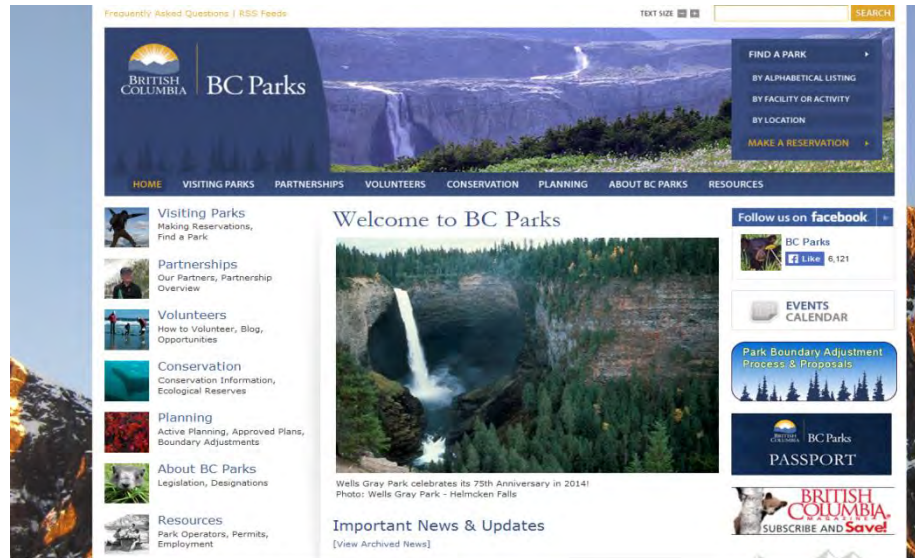 Frequently Asked Questions | RSS Feeds
TEXT SIZE
SEARCH
BRITISH
COLUMBIA
BC Parks
FIND A PARK
BY ALPHABETICAL LISTING
BY FACILITY OR ACTIVITY
BY LOCATION
MAKE A RESERVATION
HOME VISITING PARKS PARTNERSHIPS VOLUNTEERS CONSERVATION PLANNING ABOUT BC PARKS RESOURCES
Visiting Parks
Making Reservations,
Find a Park
Partnerships
Our Partners, Partnership
Overview
Volunteers
How to Volunteer, Blog,
Opportunities
Conservation
Conservation Information,
Ecological Reserves
Planning
Active Planning, Approved Plans,
Boundary Adjustments
About BC Parks
Legislation, Designations
Resources
Park Operators, Permits,
Employment
Welcome to BC Parks
Wells Gray Park celebrates its 75th Anniversary in 2014!
Photo: Wells Gray Park - Helmcken Falls
Important News & Updates
[View Archived News]
Follow us on facebook
BC Parks
f Like 6,121
EVENTS
CALENDAR
Park Boundary Adjustment
Process & Proposals
BRITISH
COLUMBIA
BC Parks
PASSPORT
BRITISH
COLUMBIA
MAGAZINE
SUBSCRIBE AND Save!